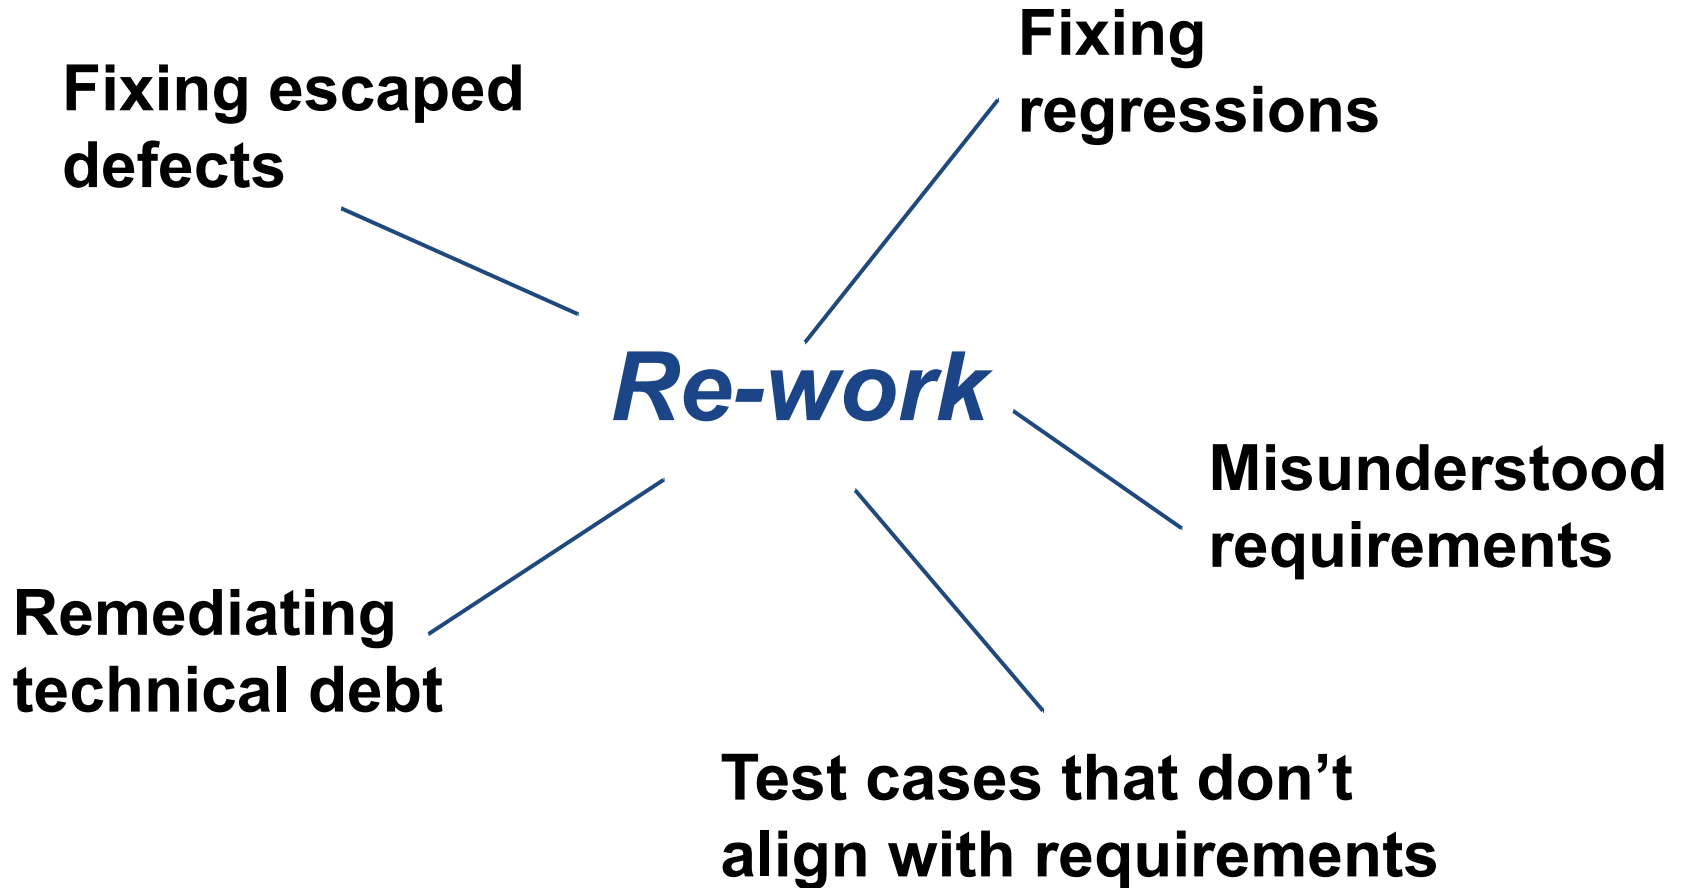 Fixing escaped
defects
Fixing
regressions
Re-work
Misunderstood
requirements
Remediating
technical debt
Test cases that don’t
align with requirements